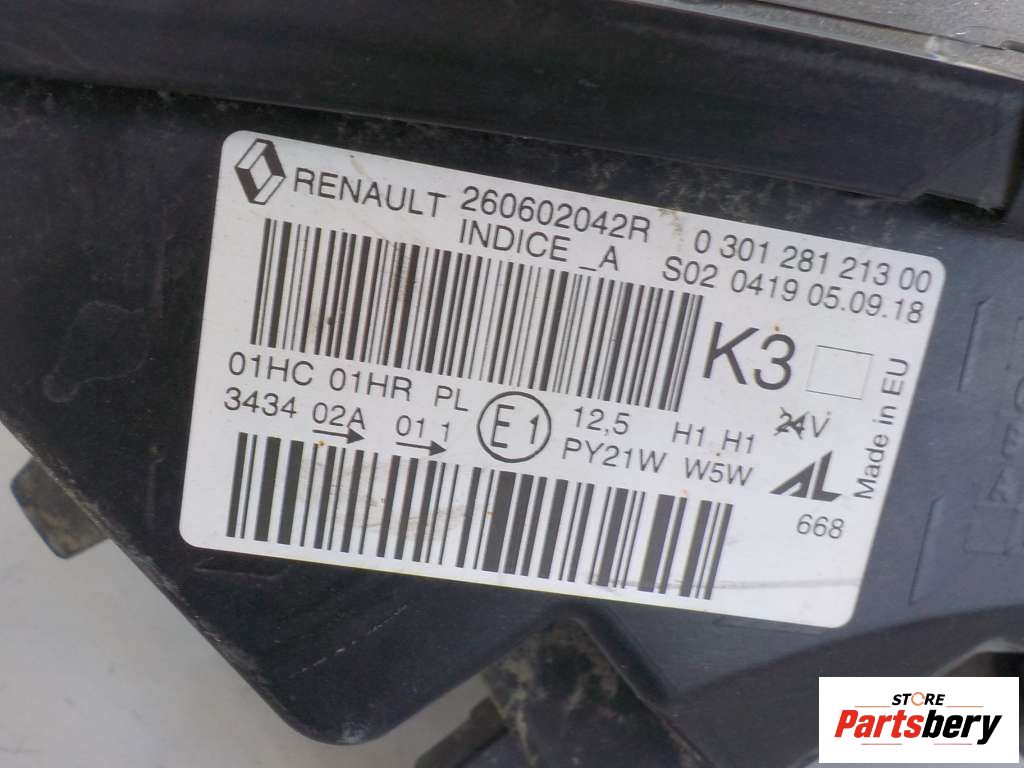 RENAULT 260602042R 0 301 281 213 00
INDICE _A S02 0419 05.09.18
K3
01HC 01HR PL
3434 02A 01 1
E1
12,5 H1 H1 24V
PY21W W5W
AL
668
Made in EU
STORE
Partsbery